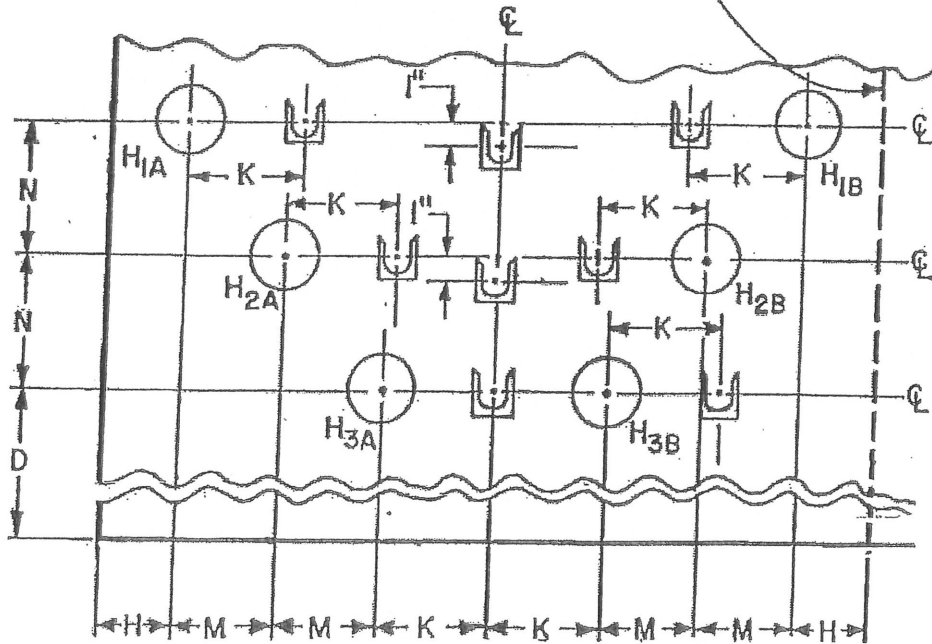 ℄
1"
℄
H1A K K H1B
N
K 1" K
℄
H2A H2B
N
K
℄
H3A H3B
D
H M M K K M M H